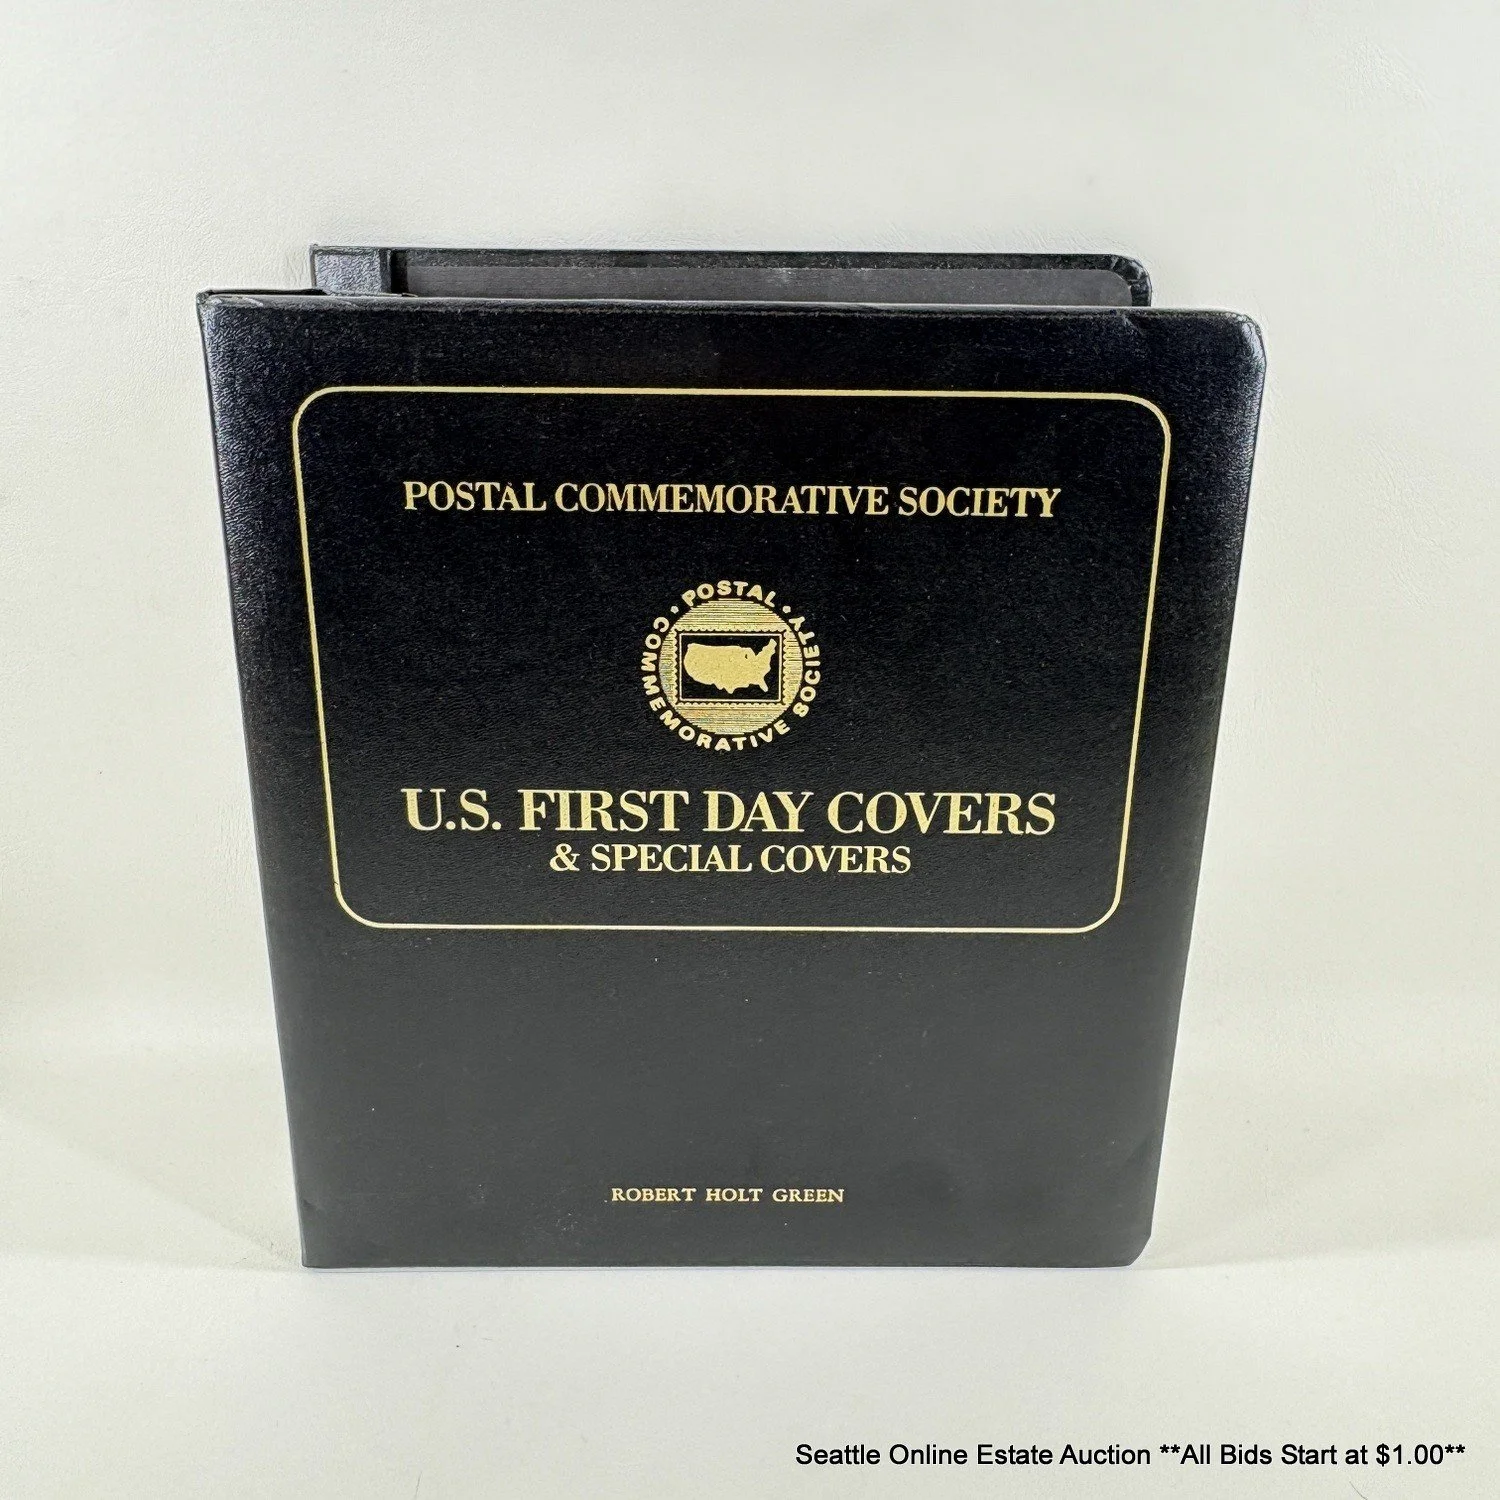 POSTAL COMMEMORATIVE SOCIETY
• POSTAL •
COMMEMORATIVE SOCIETY
U.S. FIRST DAY COVERS
& SPECIAL COVERS
ROBERT HOLT GREEN
Seattle Online Estate Auction **All Bids Start at $1.00**